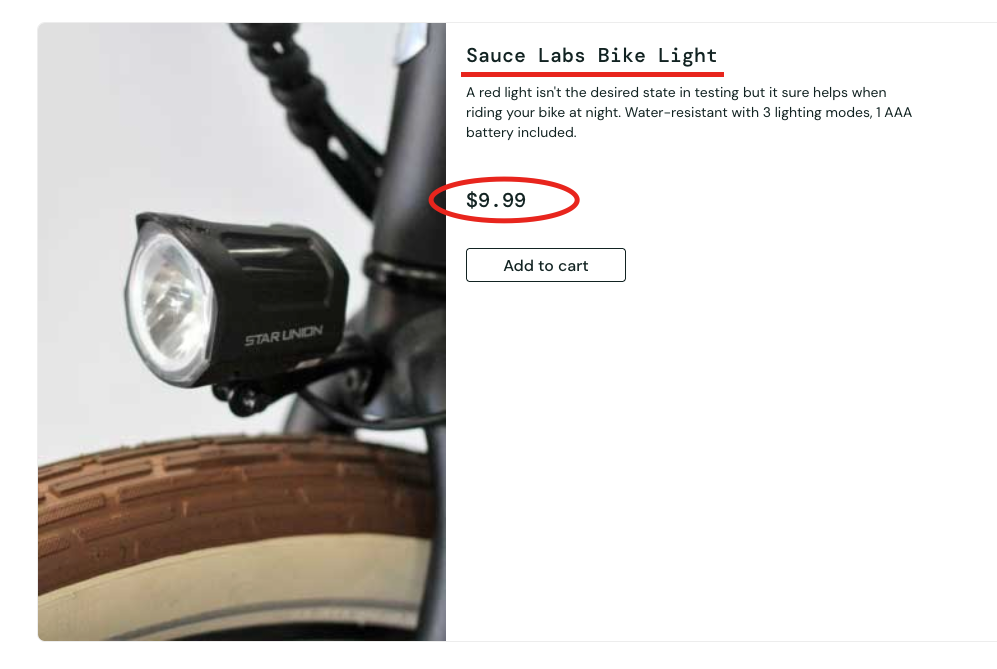 Sauce Labs Bike Light
A red light isn't the desired state in testing but it sure helps when
riding your bike at night. Water-resistant with 3 lighting modes, 1 AAA
battery included.
$9.99
Add to cart
STAR UNION